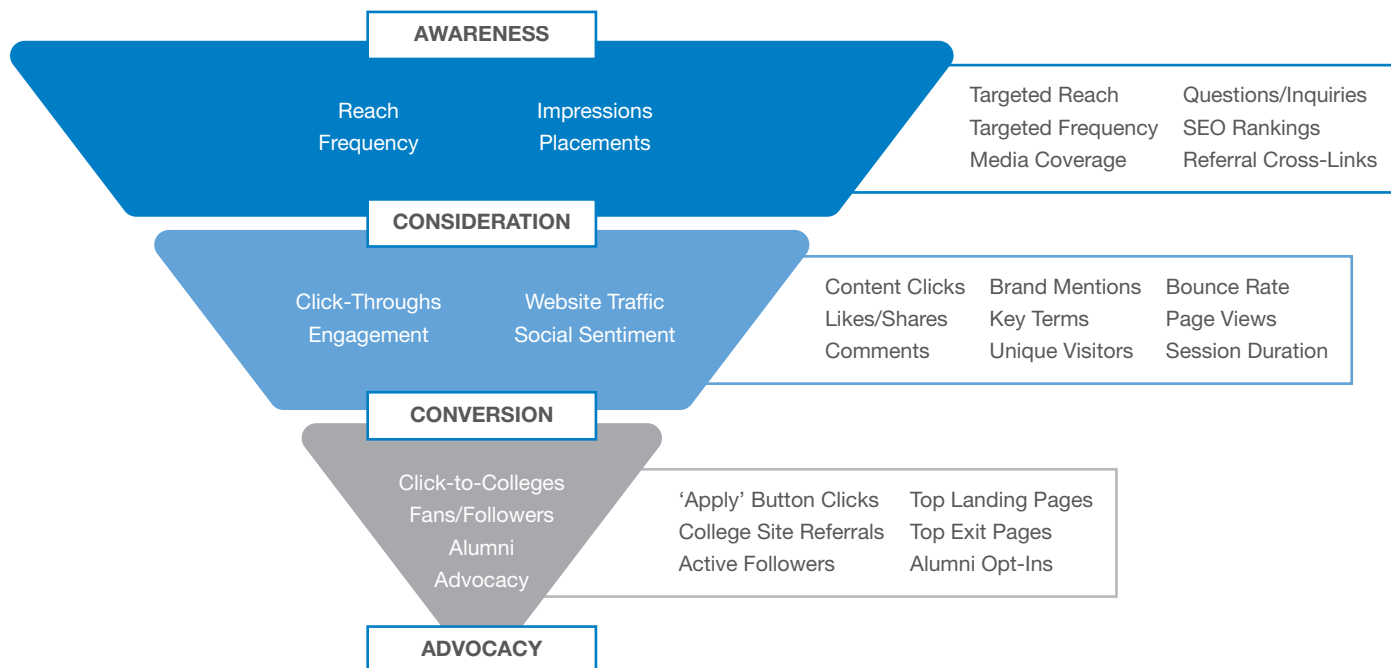 AWARENESS
Reach
Frequency
Impressions
Placements
Targeted Reach
Targeted Frequency
Media Coverage
Questions/Inquiries
SEO Rankings
Referral Cross-Links
CONSIDERATION
Click-Throughs
Engagement
Website Traffic
Social Sentiment
Content Clicks
Likes/Shares
Comments
Brand Mentions
Key Terms
Unique Visitors
Bounce Rate
Page Views
Session Duration
CONVERSION
Click-to-Colleges
Fans/Followers
Alumni
Advocacy
‘Apply’ Button Clicks
College Site Referrals
Active Followers
Top Landing Pages
Top Exit Pages
Alumni Opt-Ins
ADVOCACY